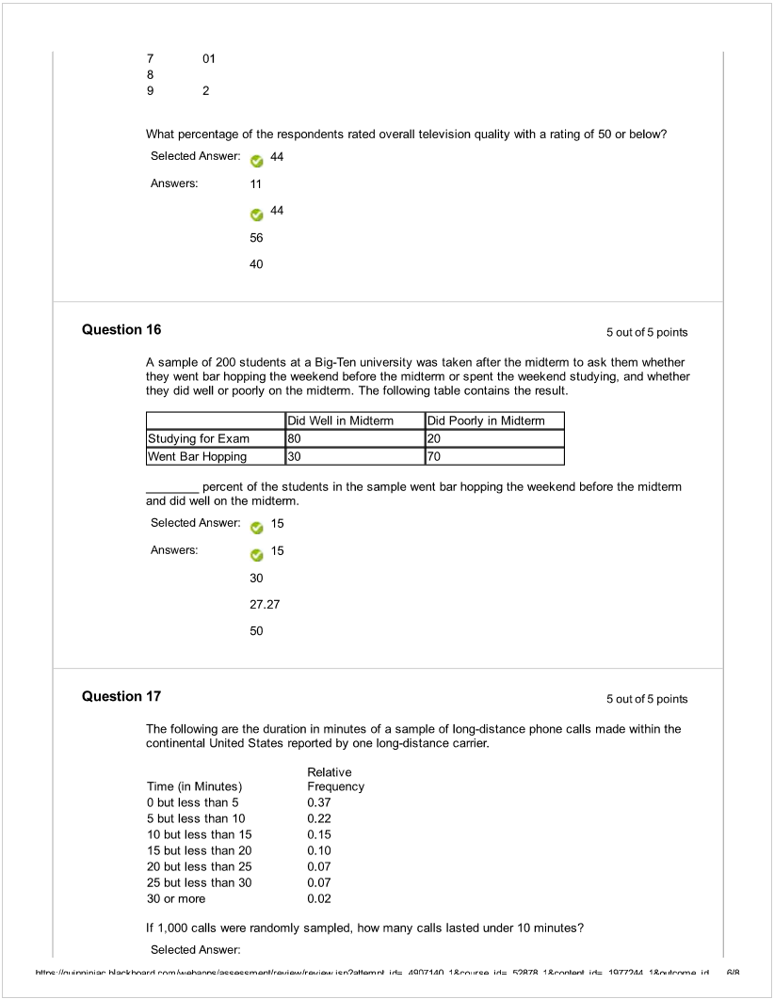 7 01
8
9 2
What percentage of the respondents rated overall television quality with a rating of 50 or below?
Selected Answer: 44
Answers: 11
44
56
40
Question 16 5 out of 5 points
A sample of 200 students at a Big-Ten university was taken after the midterm to ask them whether
they went bar hopping the weekend before the midterm or spent the weekend studying, and whether
they did well or poorly on the midterm. The following table contains the result.
Did Well in Midterm Did Poorly in Midterm
Studying for Exam 80 20
Went Bar Hopping 30 70
________ percent of the students in the sample went bar hopping the weekend before the midterm
and did well on the midterm.
Selected Answer: 15
Answers: 15
30
27.27
50
Question 17 5 out of 5 points
The following are the duration in minutes of a sample of long-distance phone calls made within the
continental United States reported by one long-distance carrier.
Relative
Time (in Minutes) Frequency
0 but less than 5 0.37
5 but less than 10 0.22
10 but less than 15 0.15
15 but less than 20 0.10
20 but less than 25 0.07
25 but less than 30 0.07
30 or more 0.02
If 1,000 calls were randomly sampled, how many calls lasted under 10 minutes?
Selected Answer:
https://quinnipiac.blackboard.com/webapps/assessment/review/review.jsp?attempt_id=_4907140_1&course_id=_52878_1&content_id=_1977244_1&outcome_id... 6/8